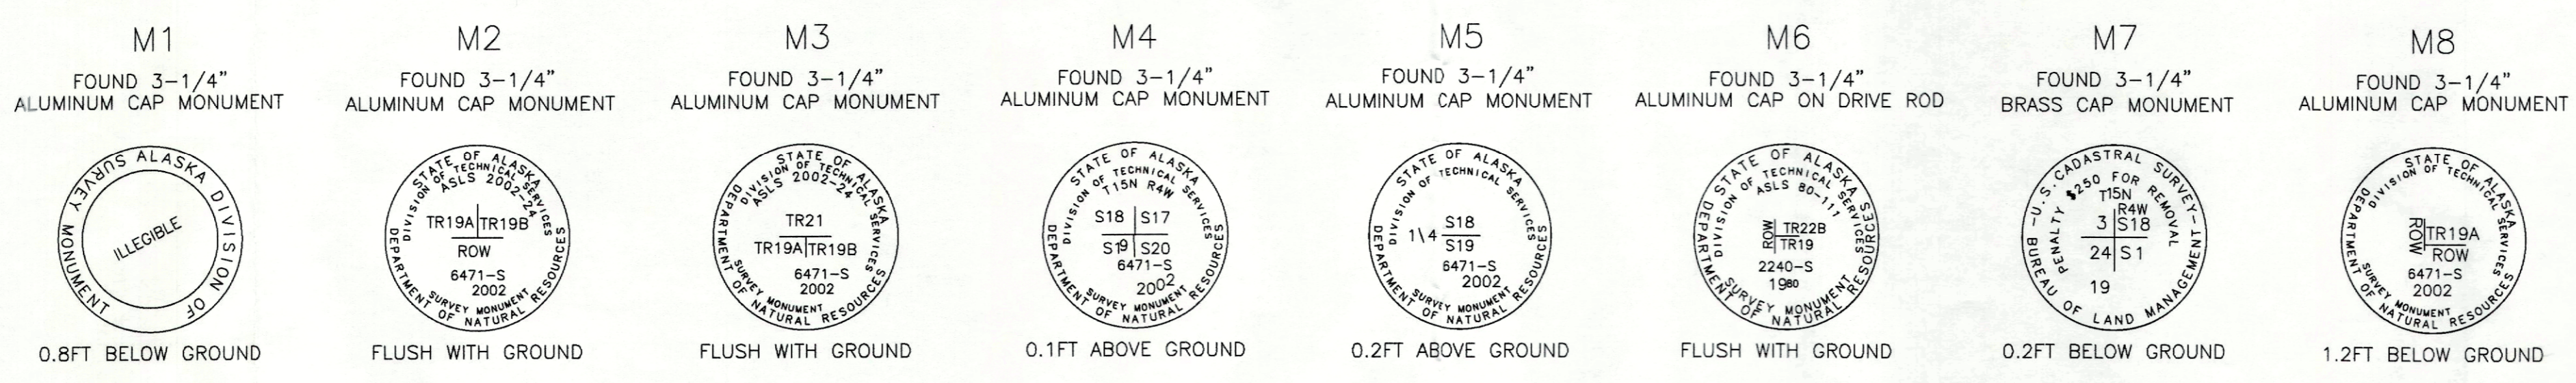 M1
FOUND 3-1/4"
ALUMINUM CAP MONUMENT
ALASKA DIVISION OF
SURVEY MONUMENT
ILLEGIBLE
0.8FT BELOW GROUND
M2
FOUND 3-1/4"
ALUMINUM CAP MONUMENT
STATE OF ALASKA
DIVISION OF TECHNICAL SERVICES
ASLS 2002-24
TR19A TR19B
ROW
6471-S
2002
SURVEY MONUMENT
DEPARTMENT OF NATURAL RESOURCES
FLUSH WITH GROUND
M3
FOUND 3-1/4"
ALUMINUM CAP MONUMENT
STATE OF ALASKA
DIVISION OF TECHNICAL SERVICES
ASLS 2002-24
TR21
TR19A TR19B
6471-S
2002
SURVEY MONUMENT
DEPARTMENT OF NATURAL RESOURCES
FLUSH WITH GROUND
M4
FOUND 3-1/4"
ALUMINUM CAP MONUMENT
STATE OF ALASKA
DIVISION OF TECHNICAL SERVICES
T15N R4W
S18 S17
S19 S20
6471-S
2002
SURVEY MONUMENT
DEPARTMENT OF NATURAL RESOURCES
0.1FT ABOVE GROUND
M5
FOUND 3-1/4"
ALUMINUM CAP MONUMENT
STATE OF ALASKA
DIVISION OF TECHNICAL SERVICES
1\4 S18
S19
6471-S
2002
SURVEY MONUMENT
DEPARTMENT OF NATURAL RESOURCES
0.2FT ABOVE GROUND
M6
FOUND 3-1/4"
ALUMINUM CAP ON DRIVE ROD
STATE OF ALASKA
DIVISION OF TECHNICAL SERVICES
ASLS 80-117
ROW TR22B
TR19
2240-S
1980
SURVEY MONUMENT
DEPARTMENT OF NATURAL RESOURCES
FLUSH WITH GROUND
M7
FOUND 3-1/4"
BRASS CAP MONUMENT
-U.S. CADASTRAL SURVEY-
PENALTY $250 FOR REMOVAL
T15N
R4W
3 S18
24 S1
19
BUREAU OF LAND MANAGEMENT
0.2FT BELOW GROUND
M8
FOUND 3-1/4"
ALUMINUM CAP MONUMENT
STATE OF ALASKA
DIVISION OF TECHNICAL SERVICES
ROW TR19A
ROW
6471-S
2002
SURVEY MONUMENT
DEPARTMENT OF NATURAL RESOURCES
1.2FT BELOW GROUND